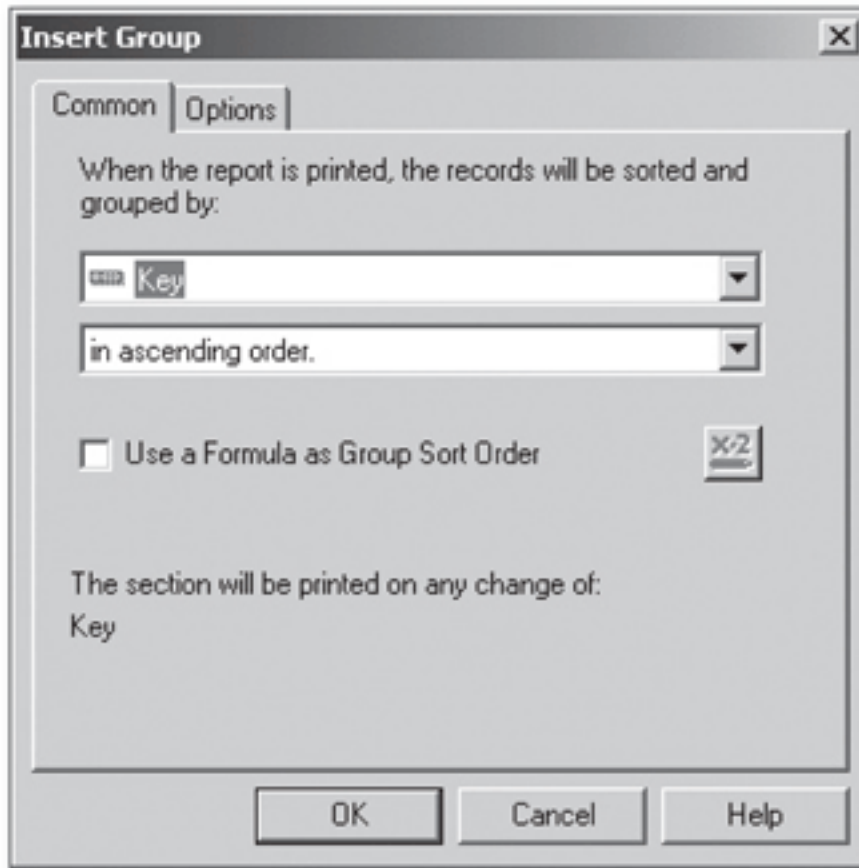 Insert Group
Common
Options
When the report is printed, the records will be sorted and
grouped by:
Key
in ascending order.
Use a Formula as Group Sort Order
X-2
The section will be printed on any change of:
Key
OK
Cancel
Help